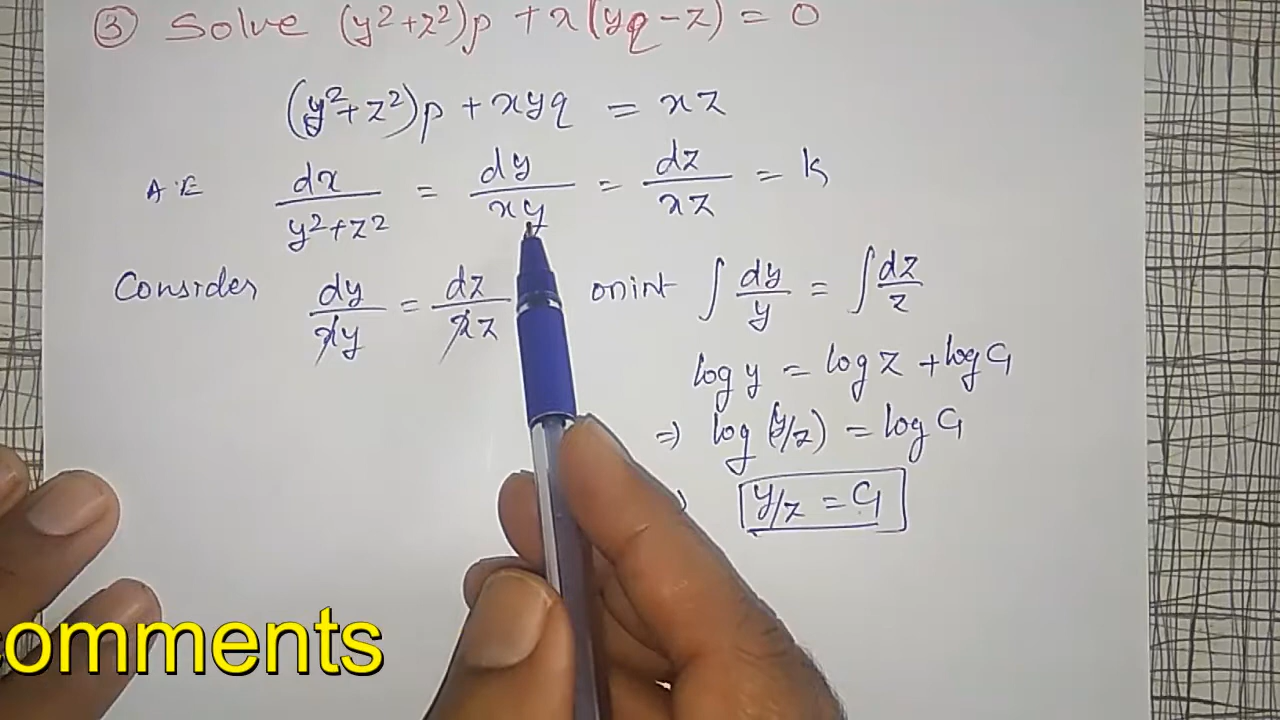 ③ Solve (y²+z²)p + x(yq-z) = 0
(y²+z²)p + xyq = xz
A.E dx/y²+z² = dy/xy = dz/xz = k
Consider dy/xy = dz/xz on int ∫ dy/y = ∫ dz/z
log y = log z + log C₁
⇒ log (y/z) = log C₁
y/z = C₁
comments